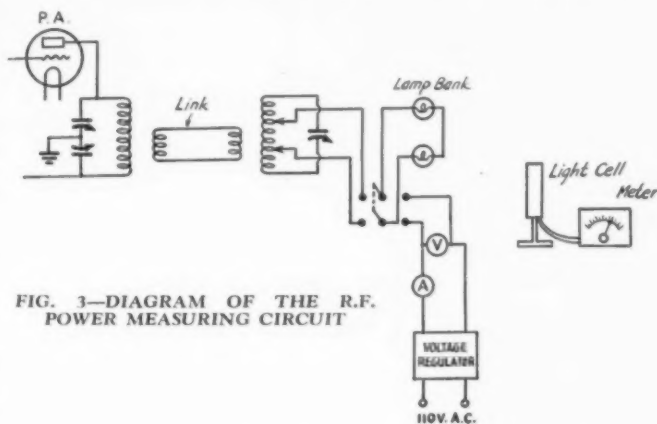 P.A.
Link
Lamp Bank
Light Cell
Meter
V
A
FIG. 3—DIAGRAM OF THE R.F.
POWER MEASURING CIRCUIT
VOLTAGE
REGULATOR
110V. A.C.